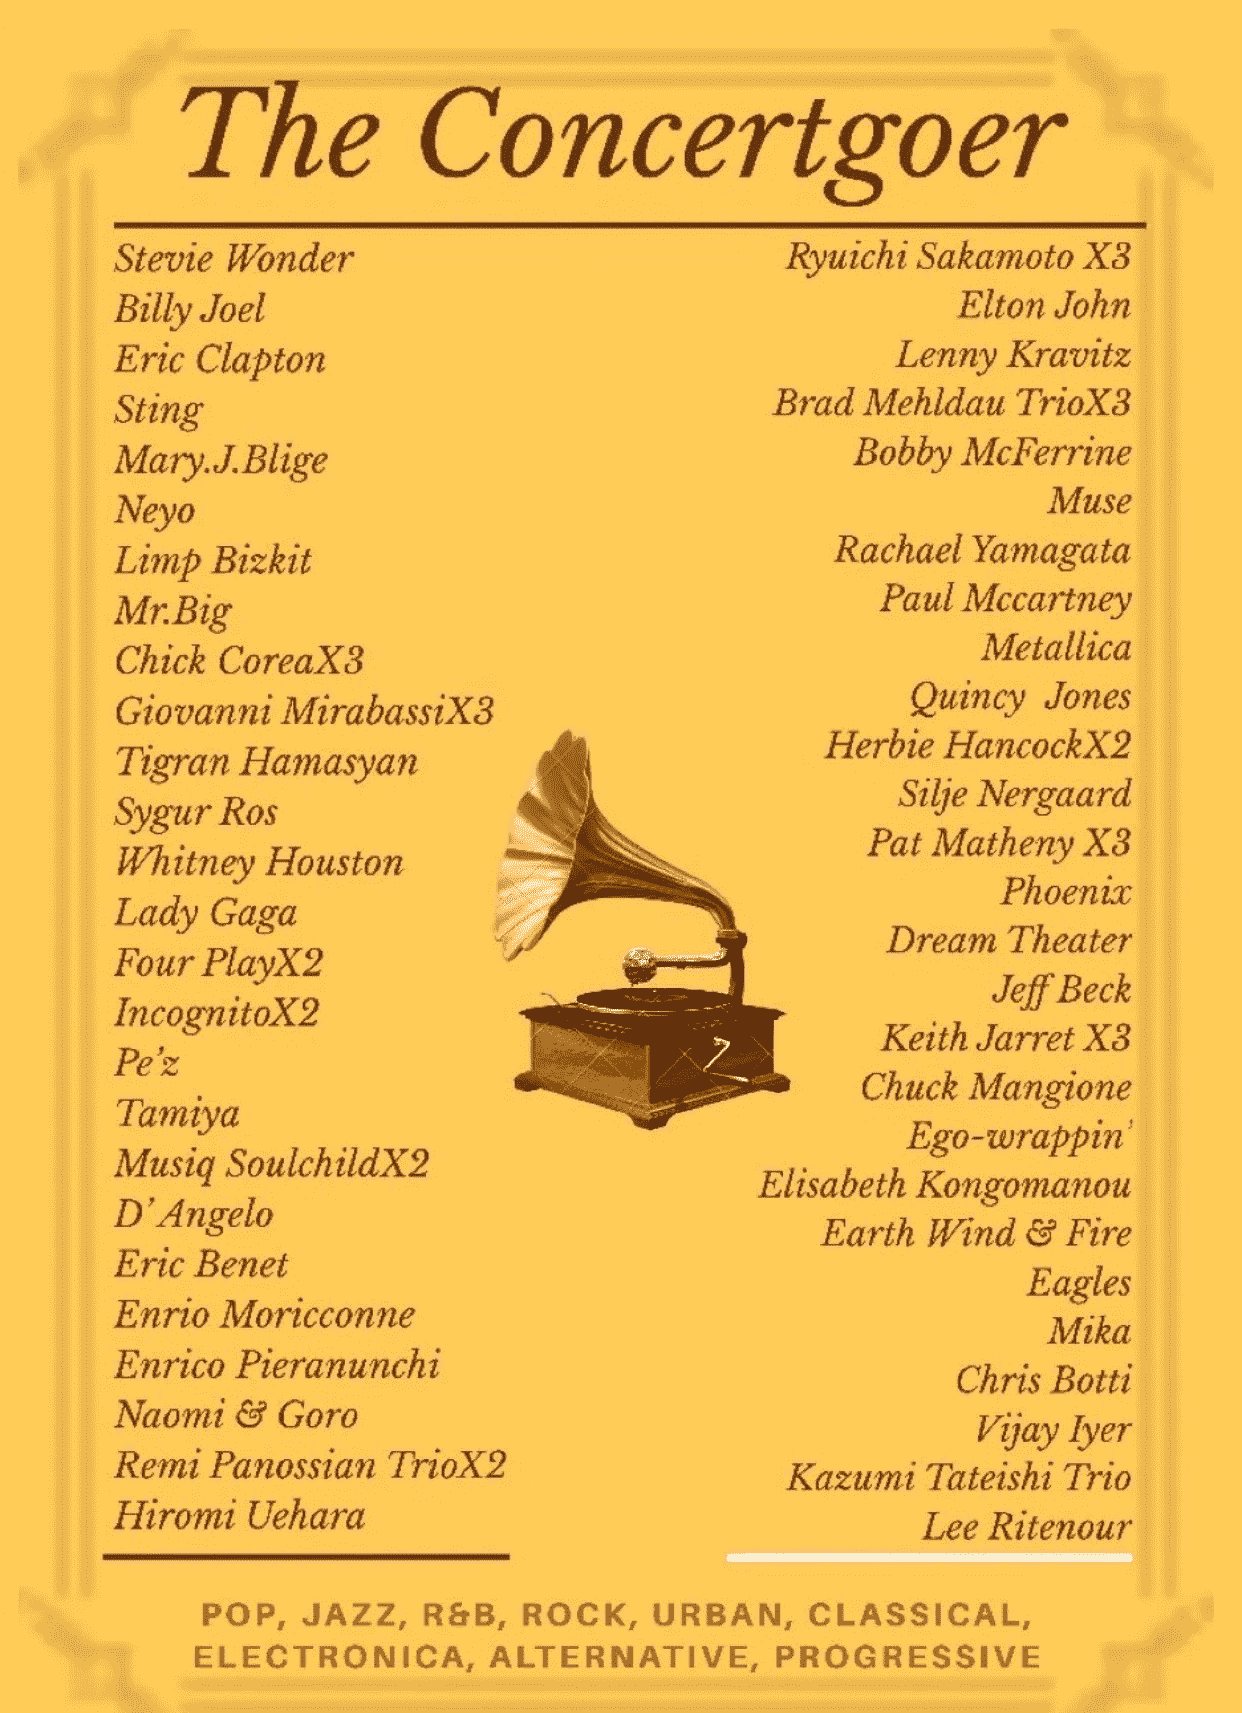 The Concertgoer
Stevie Wonder
Billy Joel
Eric Clapton
Sting
Mary.J.Blige
Neyo
Limp Bizkit
Mr.Big
Chick CoreaX3
Giovanni MirabassiX3
Tigran Hamasyan
Sygur Ros
Whitney Houston
Lady Gaga
Four PlayX2
IncognitoX2
Pe’z
Tamiya
Musiq SoulchildX2
D’Angelo
Eric Benet
Enrio Moricconne
Enrico Pieranunchi
Naomi & Goro
Remi Panossian TrioX2
Hiromi Uehara
Ryuichi Sakamoto X3
Elton John
Lenny Kravitz
Brad Mehldau TrioX3
Bobby McFerrine
Muse
Rachael Yamagata
Paul Mccartney
Metallica
Quincy Jones
Herbie HancockX2
Silje Nergaard
Pat Matheny X3
Phoenix
Dream Theater
Jeff Beck
Keith Jarret X3
Chuck Mangione
Ego-wrappin’
Elisabeth Kongomanou
Earth Wind & Fire
Eagles
Mika
Chris Botti
Vijay Iyer
Kazumi Tateishi Trio
Lee Ritenour
POP, JAZZ, R&B, ROCK, URBAN, CLASSICAL,
ELECTRONICA, ALTERNATIVE, PROGRESSIVE